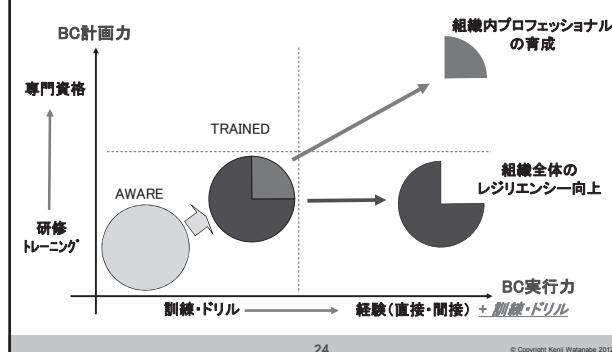 BC計画力
組織内プロフェッショナル
の育成
専門資格
TRAINED
AWARE
組織全体の
レジリエンシー向上
研修
トレーニング
BC実行力
訓練・ドリル
経験(直接・間接) + 訓練・ドリル
24
© Copyright Kenji Watanabe 2012